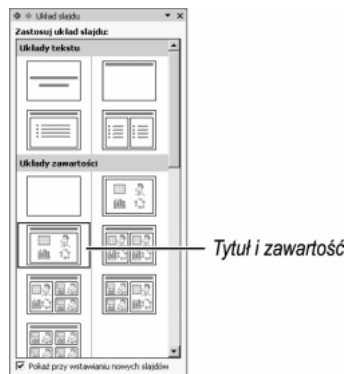 Układ slajdu
Zastosuj układ slajdu:
Układy tekstu
Układy zawartości
Tytuł i zawartość
Pokaż przy wstawianiu nowych slajdów